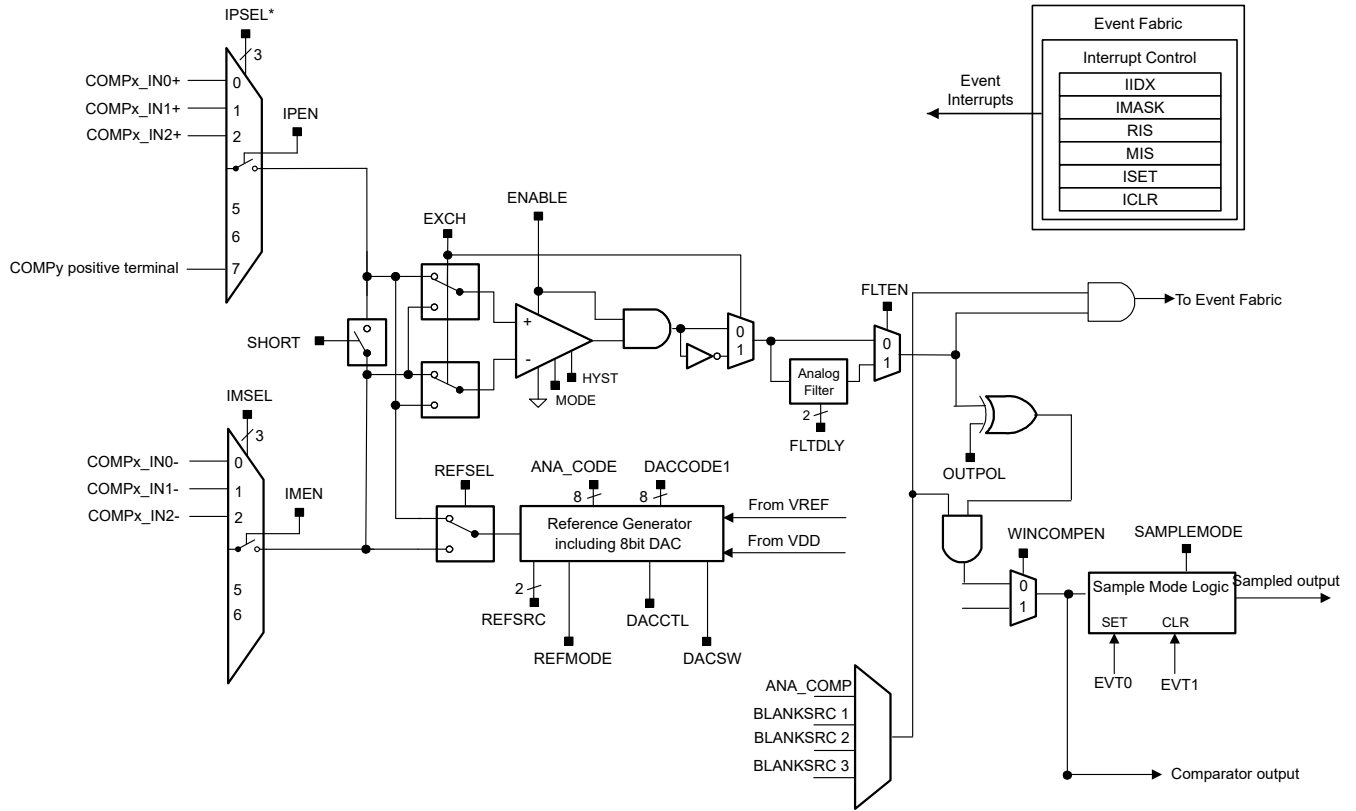 IPSEL*
3
COMPx_IN0+
0
COMPx_IN1+
1
COMPx_IN2+
2
IPEN
5
6
COMPy positive terminal
7
Event Fabric
Interrupt Control
IIDX
IMASK
RIS
MIS
ISET
ICLR
Event
Interrupts
EXCH
ENABLE
SHORT
+
-
HYST
MODE
0
1
FLTEN
0
1
Analog
Filter
2
FLTDLY
To Event Fabric
OUTPOL
IMSEL
3
COMPx_IN0-
0
COMPx_IN1-
1
COMPx_IN2-
2
IMEN
5
6
REFSEL
ANA_CODE
8
DACCODE1
8
Reference Generator
including 8bit DAC
From VREF
From VDD
2
REFSRC
REFMODE
DACCTL
DACSW
WINCOMPEN
0
1
SAMPLEMODE
Sample Mode Logic
SET
CLR
Sampled output
EVT0
EVT1
ANA_COMP
BLANKSRC 1
BLANKSRC 2
BLANKSRC 3
Comparator output